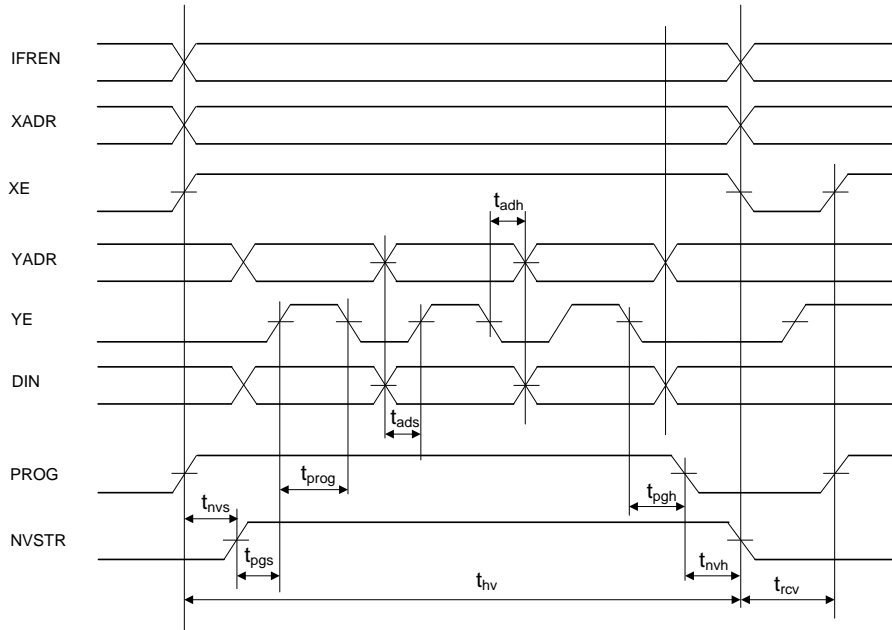 IFREN
XADR
XE
tadh
YADR
YE
DIN
tads
PROG
tprog
tpgh
tnvs
NVSTR
tpgs
tnvh
thv
trcv